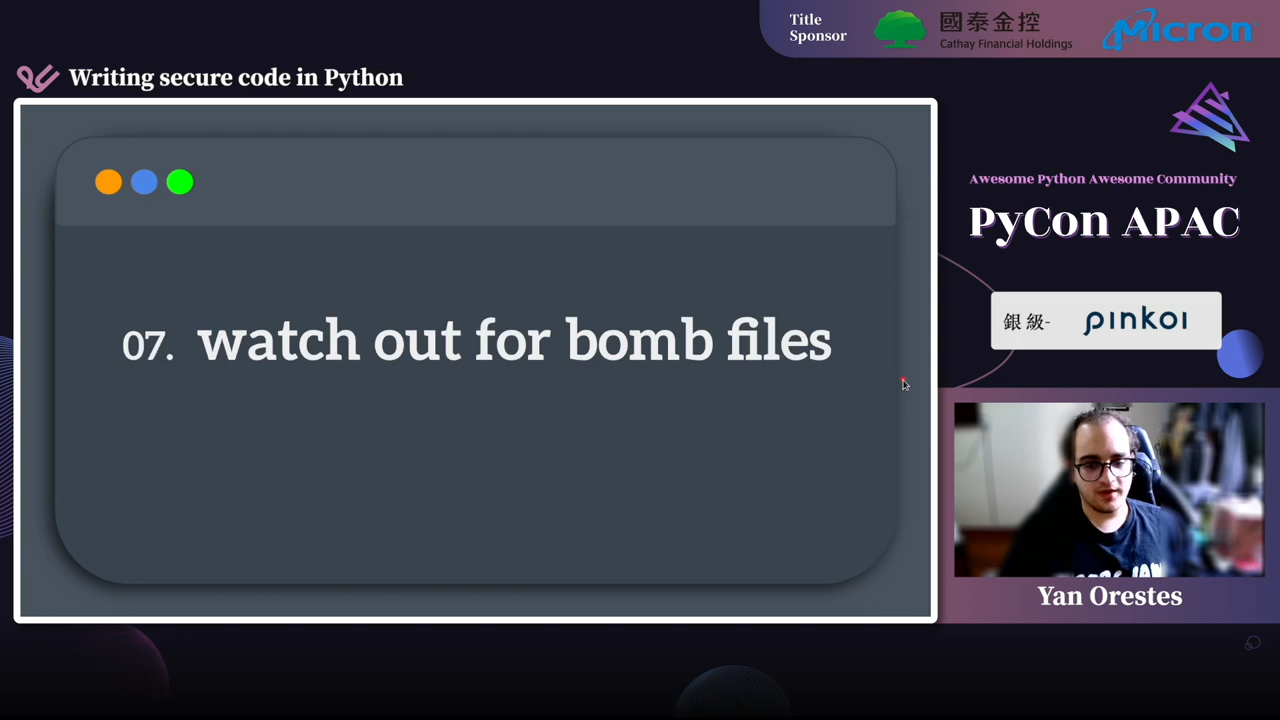 Title
Sponsor
國泰金控
Cathay Financial Holdings
Micron
Writing secure code in Python
07. watch out for bomb files
Awesome Python Awesome Community
PyCon APAC
銀級- pinkoi
Yan Orestes